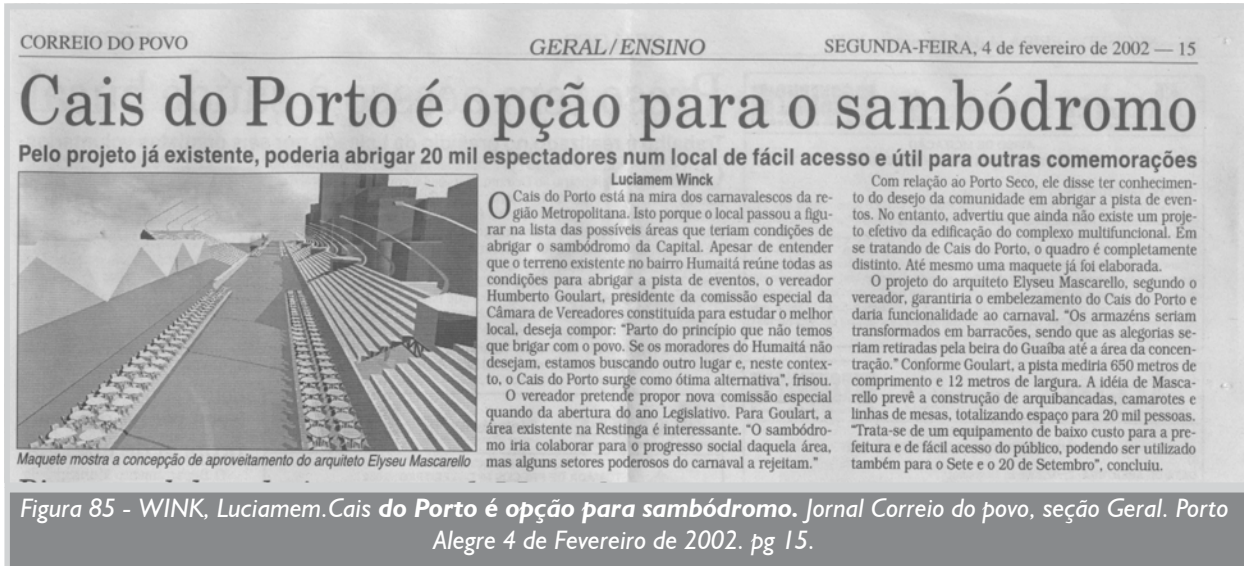 CORREIO DO POVO
GERAL/ENSINO
SEGUNDA-FEIRA, 4 de fevereiro de 2002 — 15
Cais do Porto é opção para o sambódromo
Pelo projeto já existente, poderia abrigar 20 mil espectadores num local de fácil acesso e útil para outras comemorações
Maquete mostra a concepção de aproveitamento do arquiteto Elyseu Mascarello
Luciamem Winck
O Cais do Porto está na mira dos carnavalescos da re-
gião Metropolitana. Isto porque o local passou a figu-
rar na lista das possíveis áreas que teriam condições de
abrigar o sambódromo da Capital. Apesar de entender
que o terreno existente no bairro Humaitá reúne todas as
condições para abrigar a pista de eventos, o vereador
Humberto Goulart, presidente da comissão especial da
Câmara de Vereadores constituída para estudar o melhor
local, deseja compor: "Parto do princípio que não temos
que brigar com o povo. Se os moradores do Humaitá não
desejam, estamos buscando outro lugar e, neste contex-
to, o Cais do Porto surge como ótima alternativa", frisou.
O vereador pretende propor nova comissão especial
quando da abertura do ano Legislativo. Para Goulart, a
área existente na Restinga é interessante. "O sambódro-
mo iria colaborar para o progresso social daquela área,
mas alguns setores poderosos do carnaval a rejeitam."
Com relação ao Porto Seco, ele disse ter conhecimen-
to do desejo da comunidade em abrigar a pista de even-
tos. No entanto, advertiu que ainda não existe um proje-
to efetivo da edificação do complexo multifuncional. Em
se tratando de Cais do Porto, o quadro é completamente
distinto. Até mesmo uma maquete já foi elaborada.
O projeto do arquiteto Elyseu Mascarello, segundo o
vereador, garantiria o embelezamento do Cais do Porto e
daria funcionalidade ao carnaval. "Os armazéns seriam
transformados em barracões, sendo que as alegorias se-
riam retiradas pela beira do Guaíba até a área da concen-
tração." Conforme Goulart, a pista mediria 650 metros de
comprimento e 12 metros de largura. A idéia de Masca-
rello prevê a construção de arquibancadas, camarotes e
linhas de mesas, totalizando espaço para 20 mil pessoas.
"Trata-se de um equipamento de baixo custo para a pre-
feitura e de fácil acesso do público, podendo ser utilizado
também para o Sete e o 20 de Setembro", concluiu.
Figura 85 - WINK, Luciamem.Cais do Porto é opção para sambódromo. Jornal Correio do povo, seção Geral. Porto
Alegre 4 de Fevereiro de 2002. pg 15.